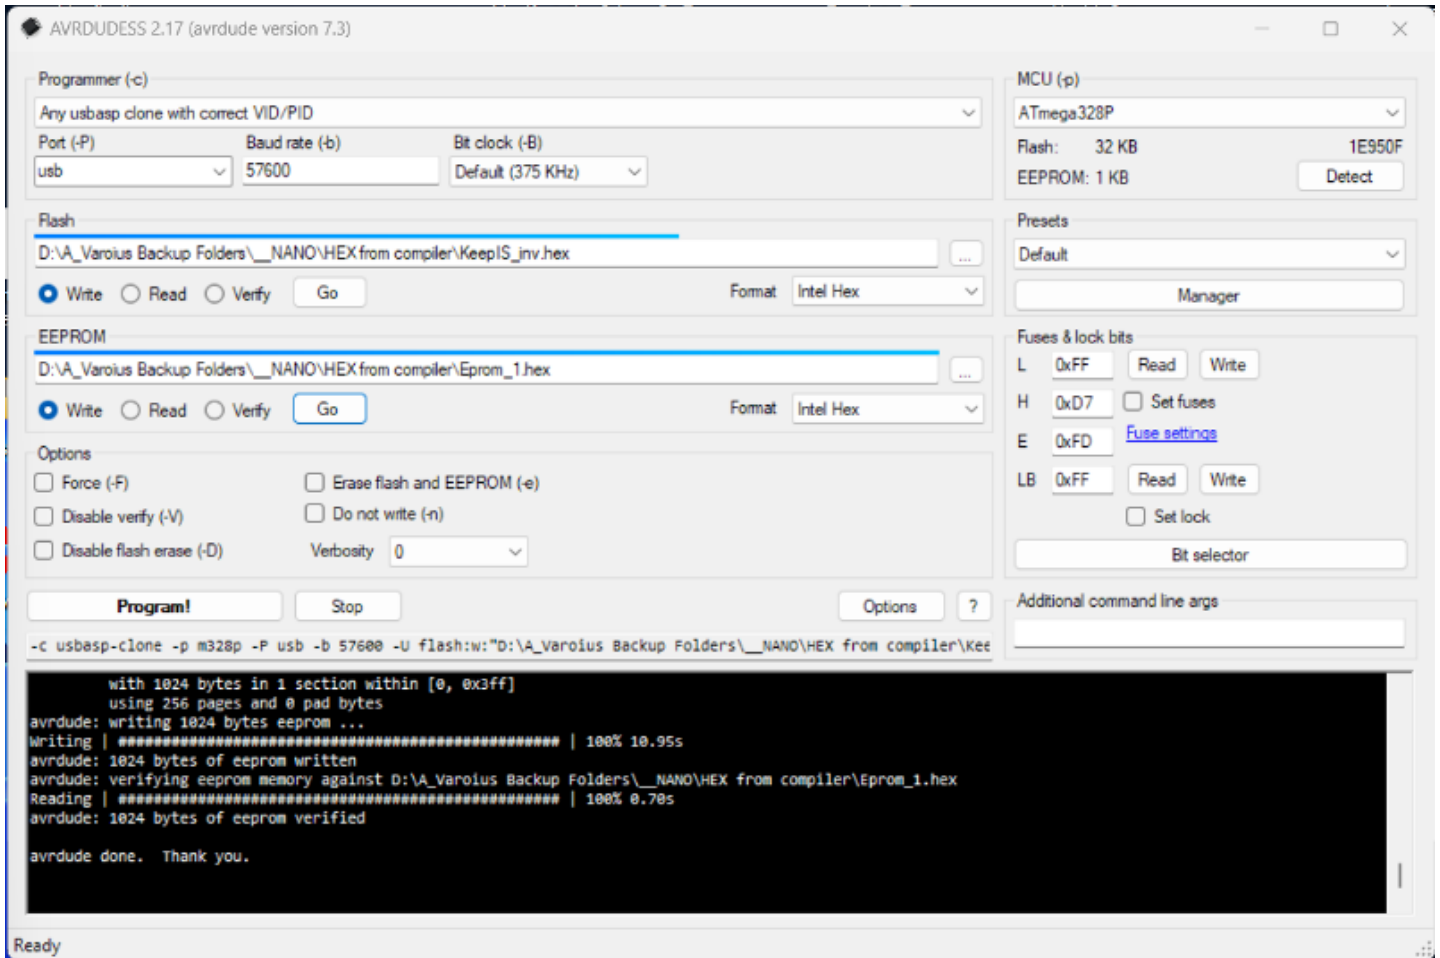 AVRDUDESS 2.17 (avrdude version 7.3)
Programmer (-c)
Any usbasp clone with correct VID/PID
Port (-P) Baud rate (-b) Bit clock (-B)
usb 57600 Default (375 KHz)
MCU (-p)
ATmega328P
Flash: 32 KB 1E950F
EEPROM: 1 KB Detect
Flash
D:\A_Varoius Backup Folders\__NANO\HEX from compiler\KeepIS_inv.hex ...
Write Read Verify Go Format Intel Hex
Presets
Default
Manager
EEPROM
D:\A_Varoius Backup Folders\__NANO\HEX from compiler\Eprom_1.hex ...
Write Read Verify Go Format Intel Hex
Fuses & lock bits
L 0xFF Read Write
H 0xD7 Set fuses
E 0xFD Fuse settings
LB 0xFF Read Write
Set lock
Bit selector
Options
Force (-F) Erase flash and EEPROM (-e)
Disable verify (-V) Do not write (-n)
Disable flash erase (-D) Verbosity 0
Program! Stop Options ?
Additional command line args
-c usbasp-clone -p m328p -P usb -b 57600 -U flash:w:"D:\A_Varoius Backup Folders\__NANO\HEX from compiler\Kee
with 1024 bytes in 1 section within [0, 0x3ff]
using 256 pages and 0 pad bytes
avrdude: writing 1024 bytes eeprom ...
Writing | ################################################## | 100% 10.95s
avrdude: 1024 bytes of eeprom written
avrdude: verifying eeprom memory against D:\A_Varoius Backup Folders\__NANO\HEX from compiler\Eprom_1.hex
Reading | ################################################## | 100% 0.70s
avrdude: 1024 bytes of eeprom verified
avrdude done.  Thank you.
Ready